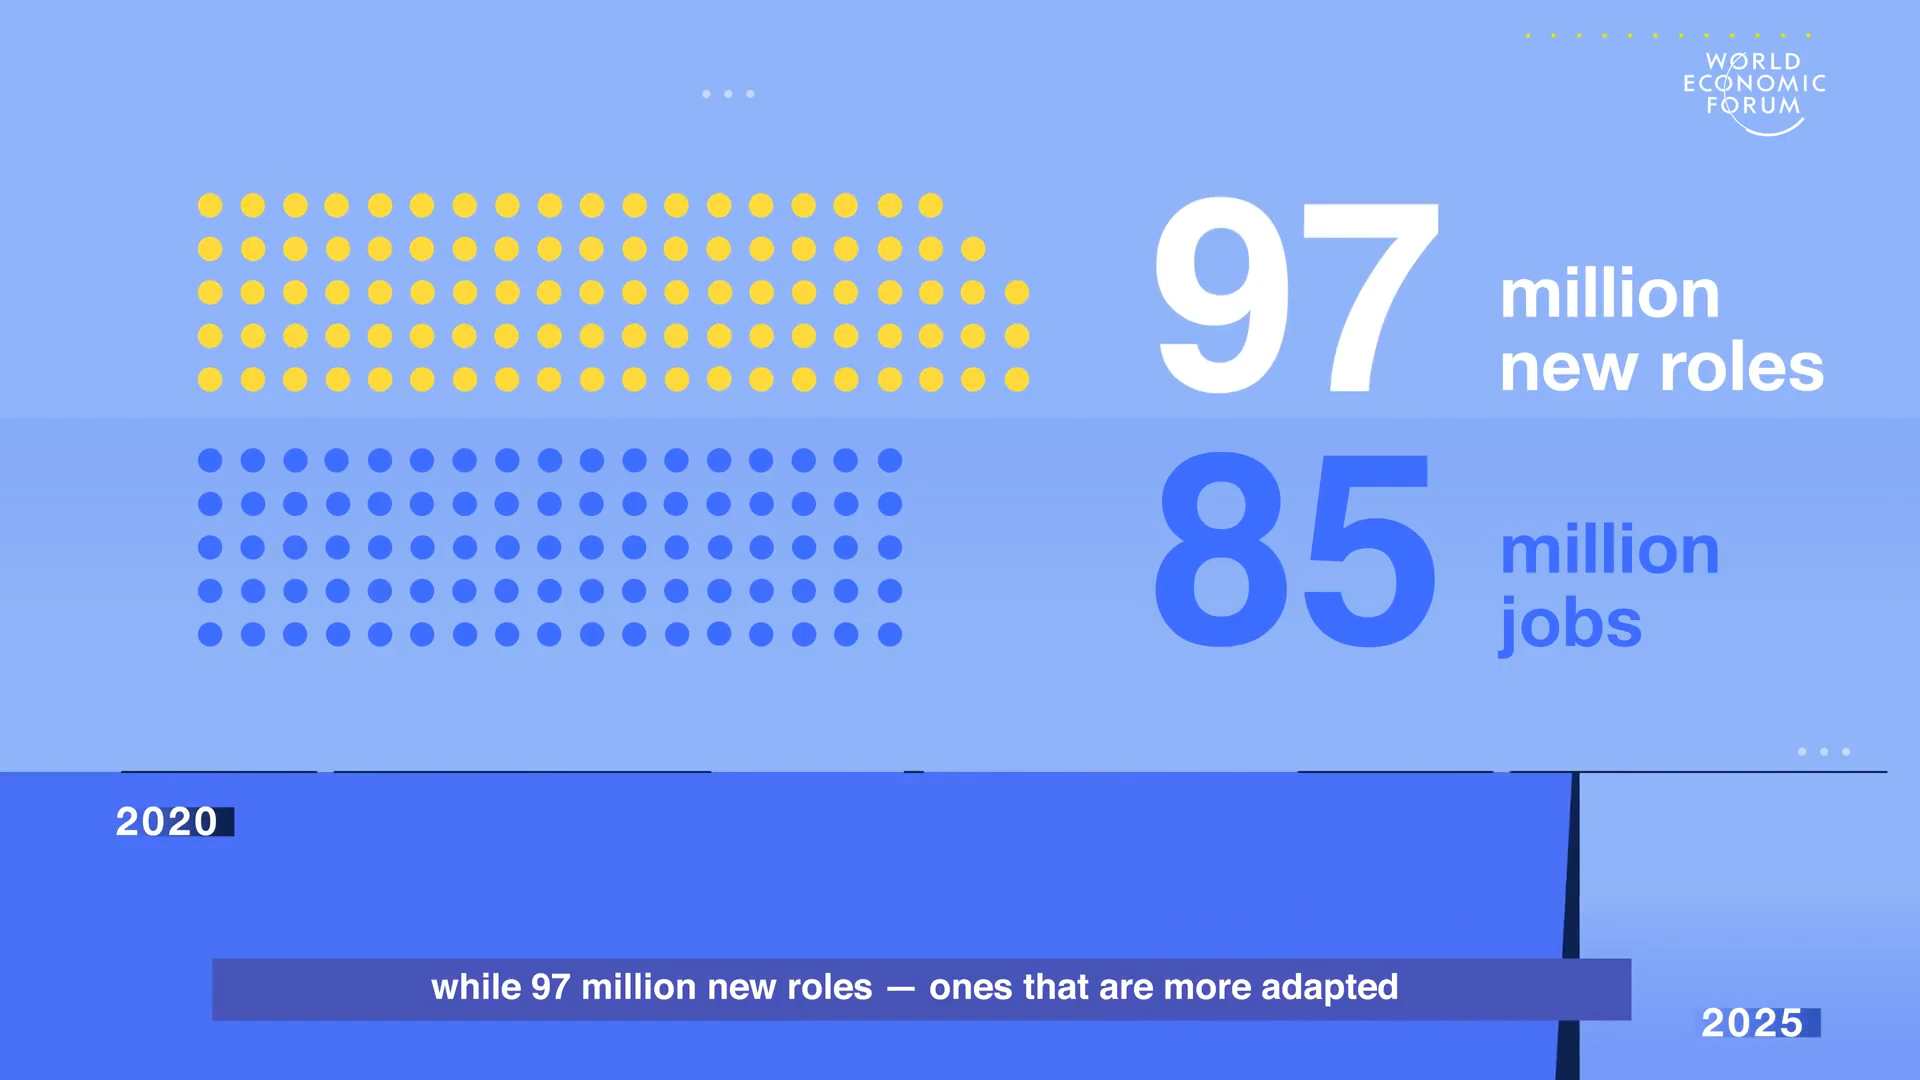 WORLD
ECONOMIC
FORUM
97
million
new roles
85
million
jobs
2020
while 97 million new roles — ones that are more adapted
2025